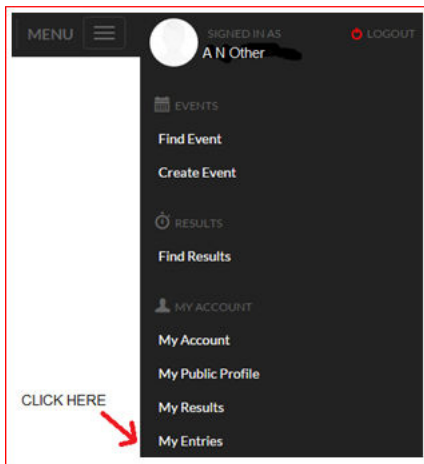 MENU
SIGNED IN AS
LOGOUT
A N Other
EVENTS
Find Event
Create Event
RESULTS
Find Results
MY ACCOUNT
My Account
My Public Profile
My Results
CLICK HERE
My Entries